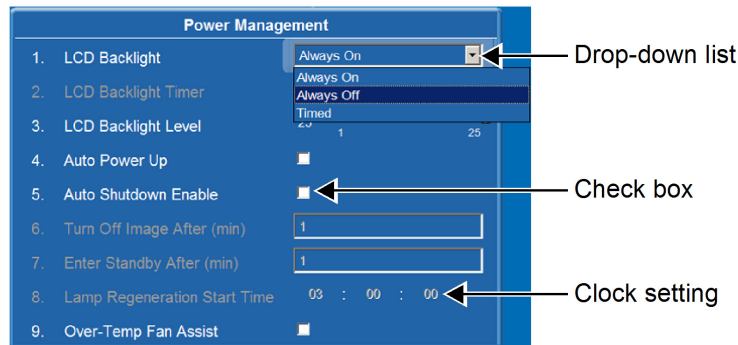 Power Management
1. LCD Backlight Always On Drop-down list
Always On
2. LCD Backlight Timer Always Off
Timed
3. LCD Backlight Level 25 1 25
4. Auto Power Up
5. Auto Shutdown Enable Check box
6. Turn Off Image After (min) 1
7. Enter Standby After (min) 1
8. Lamp Regeneration Start Time 03 : 00 : 00 Clock setting
9. Over-Temp Fan Assist